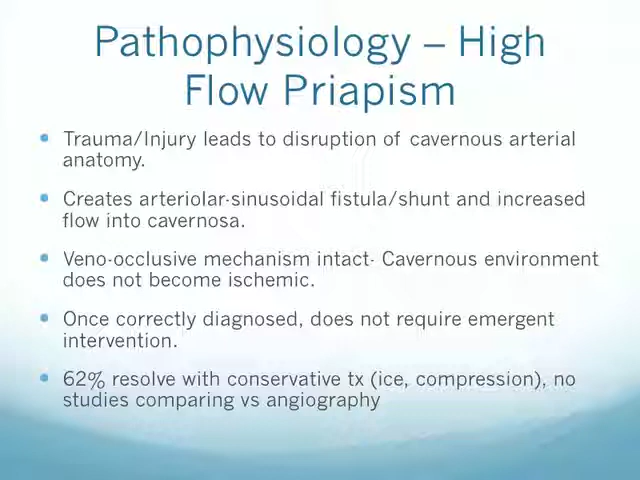 Pathophysiology – High
Flow Priapism
Trauma/Injury leads to disruption of cavernous arterial
anatomy.
Creates arteriolar-sinusoidal fistula/shunt and increased
flow into cavernosa.
Veno-occlusive mechanism intact- Cavernous environment
does not become ischemic.
Once correctly diagnosed, does not require emergent
intervention.
62% resolve with conservative tx (ice, compression), no
studies comparing vs angiography